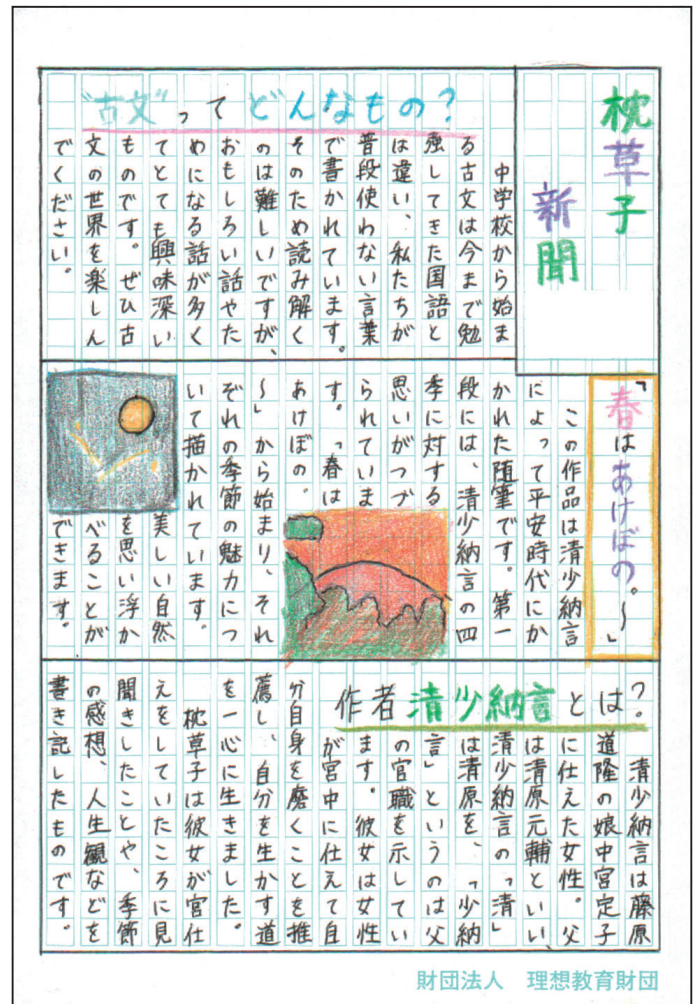 枕草子
新聞
"古文"ってどんなもの?
中学校から始ま
る古文は今まで勉
強してきた国語と
は違い、私たちが
普段使わない言葉
で書かれています。
そのため読み解く
のは難しいですが、
おもしろい話やた
めになる話が多く
てとても興味深い
ものです。ぜひ古
文の世界を楽しん
でください。
「春はあけぼの。〜」
この作品は清少納言
によって平安時代にか
かれた随筆です。第一
段には、清少納言の四
季に対する
思いがつづ
られていま
す。「春は
あけぼの。
〜」から始まり、それ
ぞれの季節の魅力につ
いて描かれています。
美しい自然
を思い浮か
べることが
できます。
作者清少納言とは?
清少納言は藤原
道隆の娘中宮定子
に仕えた女性。父
は清原元輔といい、
清少納言の「清」
は清原を、「少納
言」というのは父
の官職を示してい
ます。彼女は女性
が宮中に仕えて自
分自身を磨くことを推
薦し、自分を生かす道
を一心に生きました。
枕草子は彼女が宮仕
えをしていたころに見
聞きしたことや、季節
の感想、人生観などを
書き記したものです。
財団法人 理想教育財団